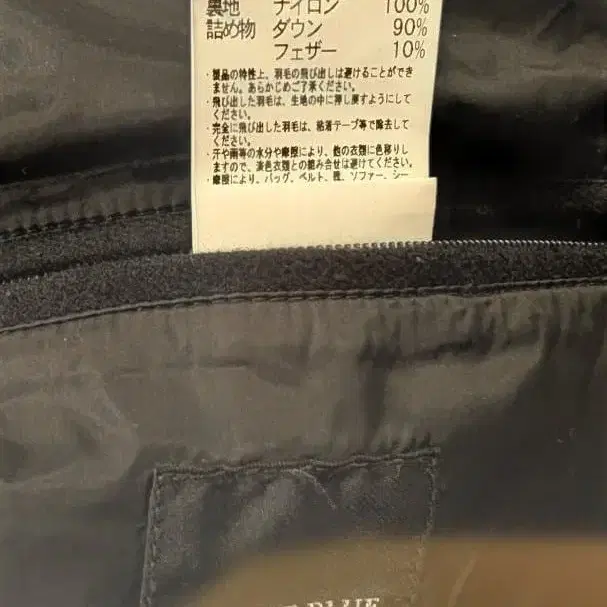 裏地 ナイロン 100%
詰め物 ダウン 90%
フェザー 10%
・製品の特性上、羽毛の飛び出しは避けることができ
ません。あらかじめご了承ください。
・飛び出した羽毛は、生地の中に押し戻すようにして
ください。
・完全に飛び出した羽毛は、粘着テープ等で除去して
ください。
・汗や雨等の水分や摩擦により、他の衣類に色移りし
ますので、淡色衣類との組み合せは避けてください。
・摩擦により、バッグ、ベルト、靴、ソファー、シー
BLUE